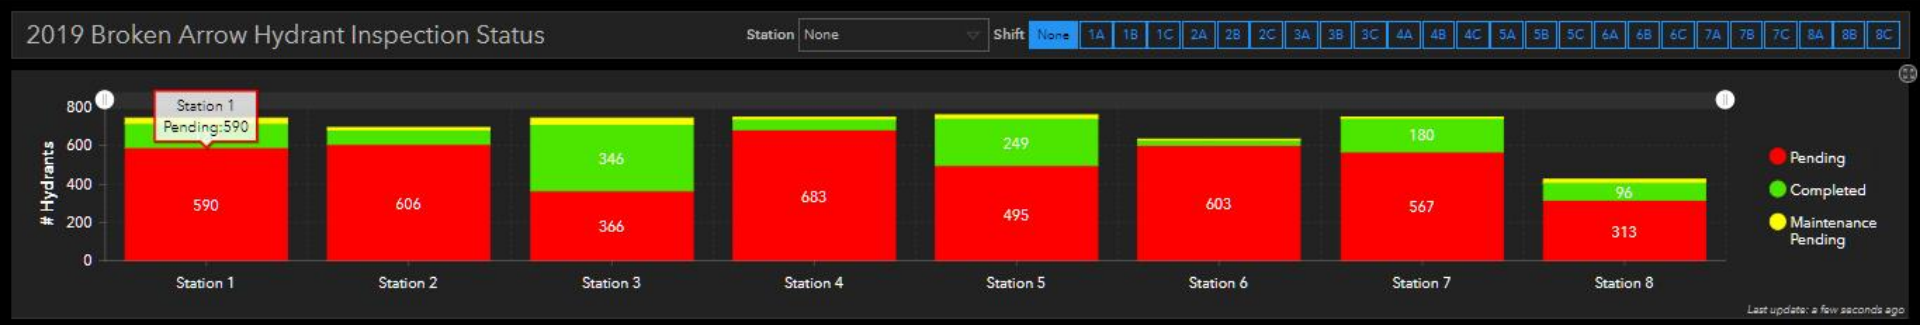 2019 Broken Arrow Hydrant Inspection Status
Station None
Shift None 1A 1B 1C 2A 2B 2C 3A 3B 3C 4A 4B 4C 5A 5B 5C 6A 6B 6C 7A 7B 7C 8A 8B 8C
# Hydrants
800
600
400
200
0
Station 1
Pending:590
590
606
346
366
683
249
495
603
180
567
96
313
Station 1
Station 2
Station 3
Station 4
Station 5
Station 6
Station 7
Station 8
Pending
Completed
Maintenance
Pending
Last update: a few seconds ago